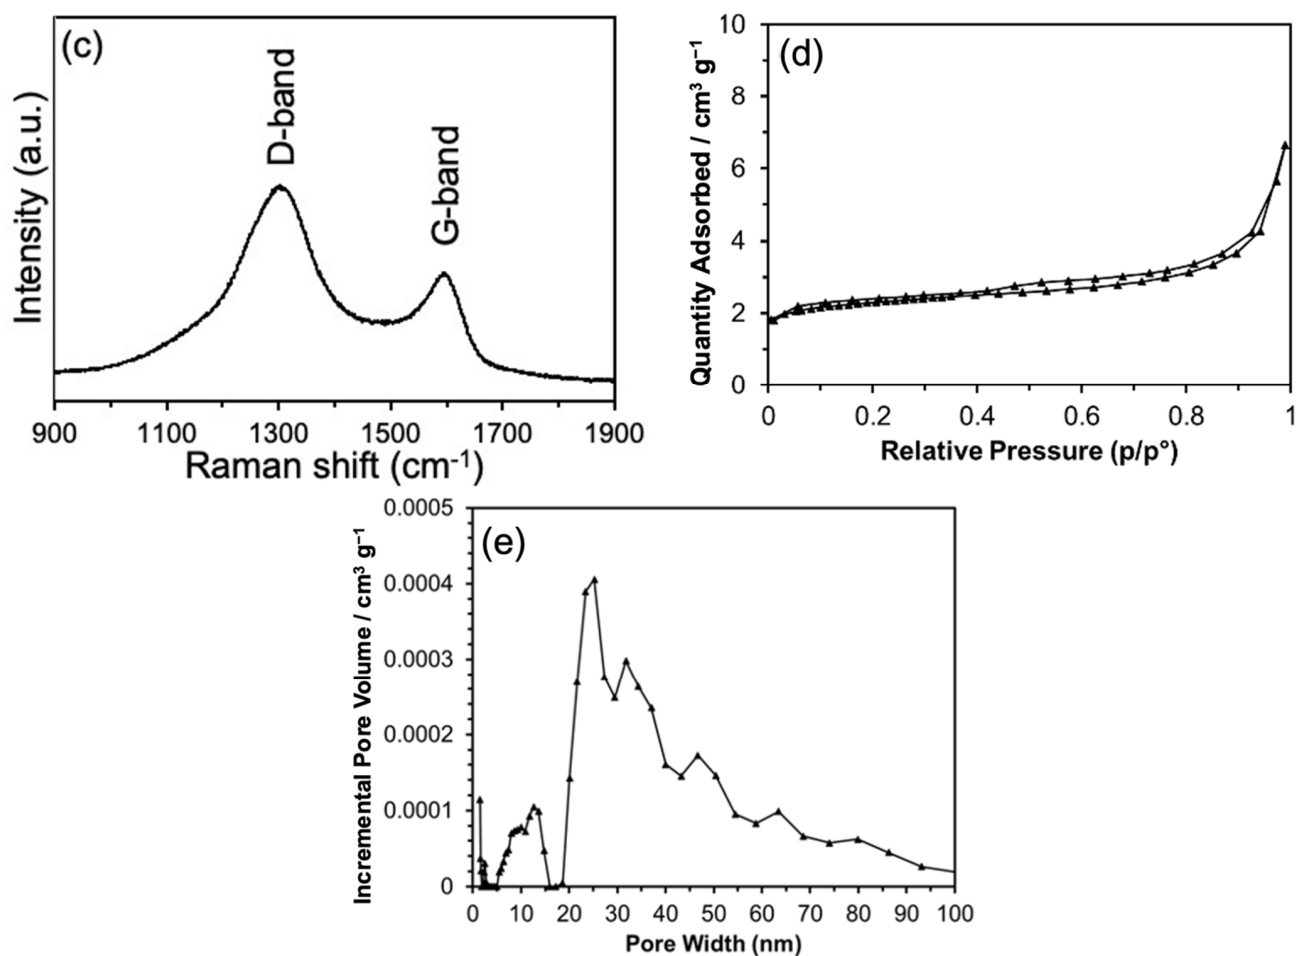 (c)
D-band
G-band
Intensity (a.u.)
900 1100 1300 1500 1700 1900
Raman shift (cm⁻¹)
(d)
Quantity Adsorbed / cm³ g⁻¹
10
8
6
4
2
0
0 0.2 0.4 0.6 0.8 1
Relative Pressure (p/p°)
(e)
Incremental Pore Volume / cm³ g⁻¹
0.0005
0.0004
0.0003
0.0002
0.0001
0
0 10 20 30 40 50 60 70 80 90 100
Pore Width (nm)